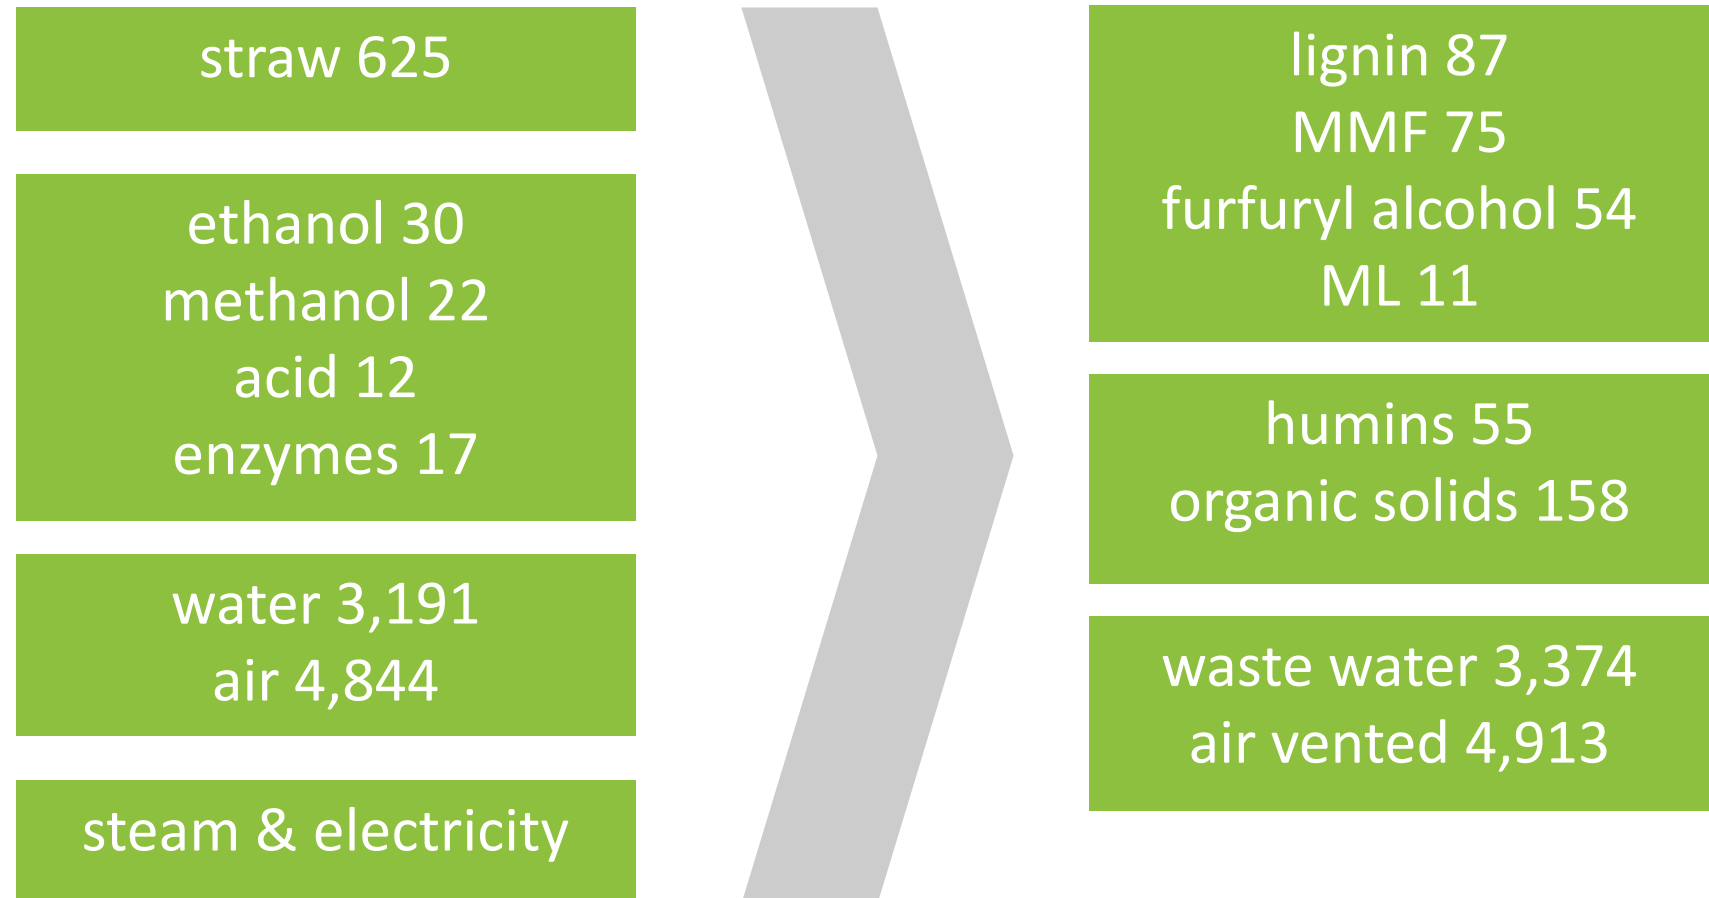 straw 625
ethanol 30
methanol 22
acid 12
enzymes 17
water 3,191
air 4,844
steam & electricity
lignin 87
MMF 75
furfuryl alcohol 54
ML 11
humins 55
organic solids 158
waste water 3,374
air vented 4,913